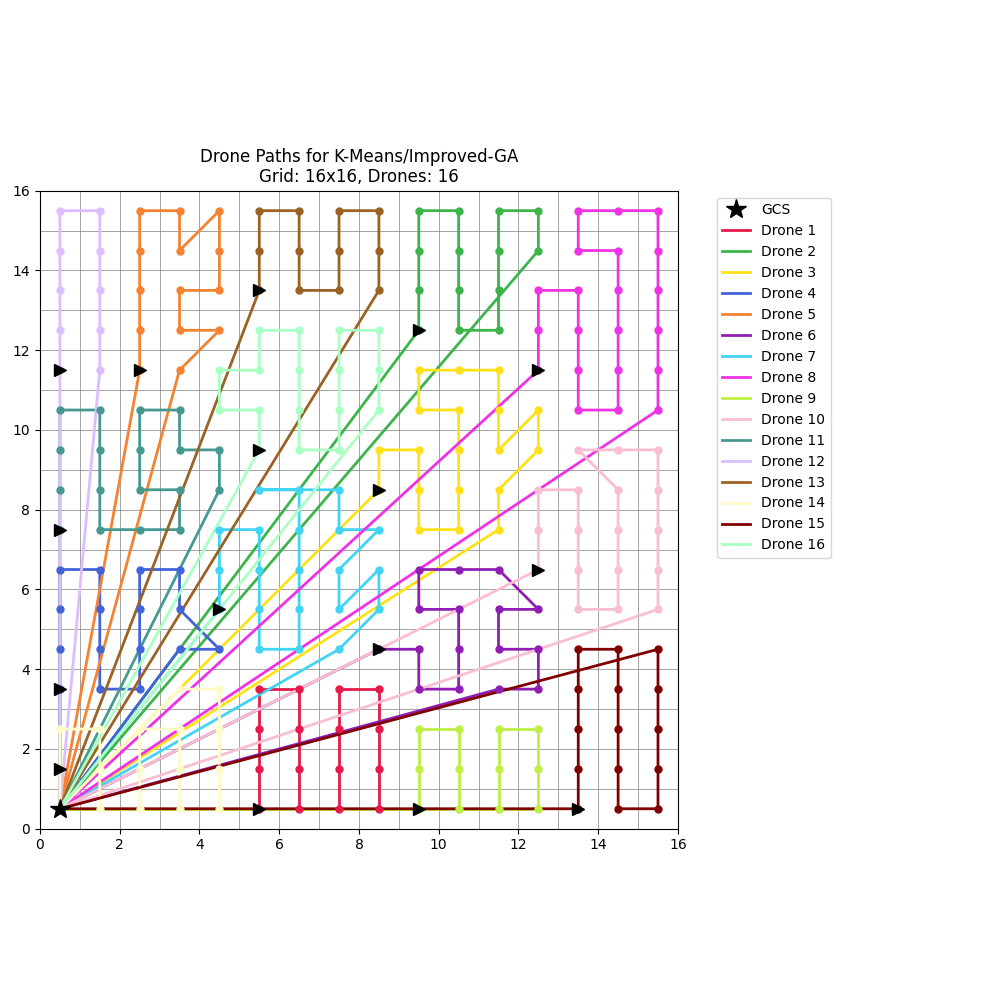 Drone Paths for K-Means/Improved-GA
Grid: 16x16, Drones: 16
16
14
12
10
8
6
4
2
0
0 2 4 6 8 10 12 14 16
GCS
Drone 1
Drone 2
Drone 3
Drone 4
Drone 5
Drone 6
Drone 7
Drone 8
Drone 9
Drone 10
Drone 11
Drone 12
Drone 13
Drone 14
Drone 15
Drone 16